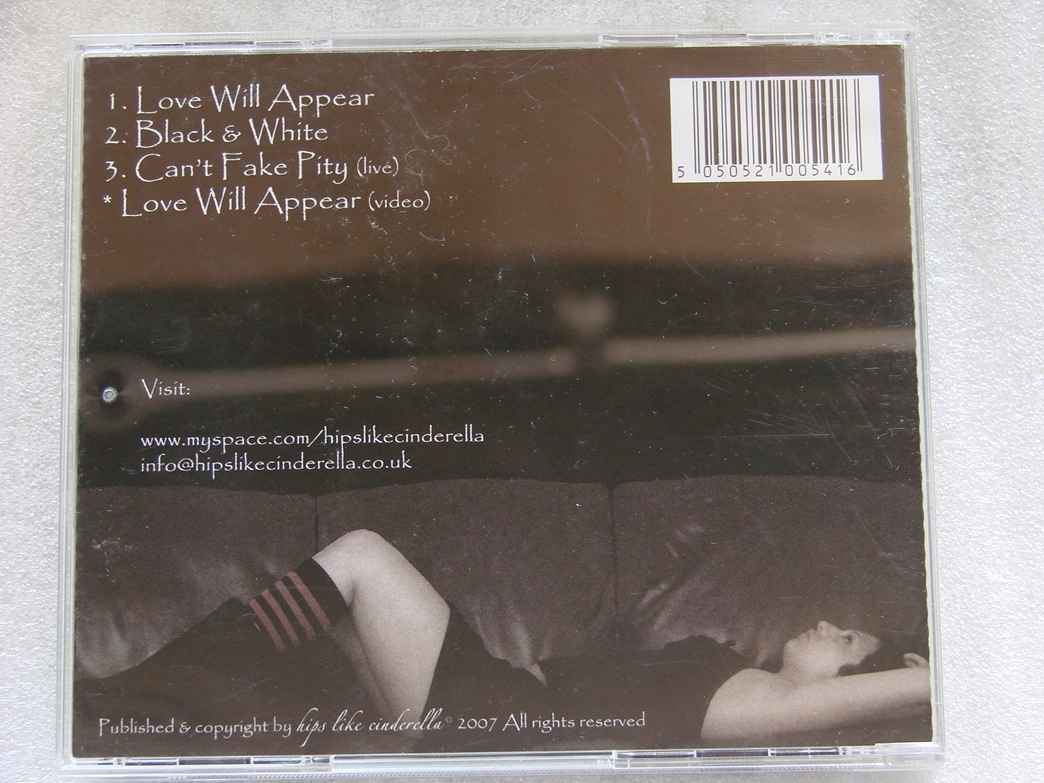 1. Love Will Appear
2. Black & White
3. Can't Fake Pity (live)
* Love Will Appear (video)
5 050521 005416
Visit:
www.myspace.com/hipslikecinderella
info@hipslikecinderella.co.uk
Published & copyright by hips like cinderella © 2007 All rights reserved